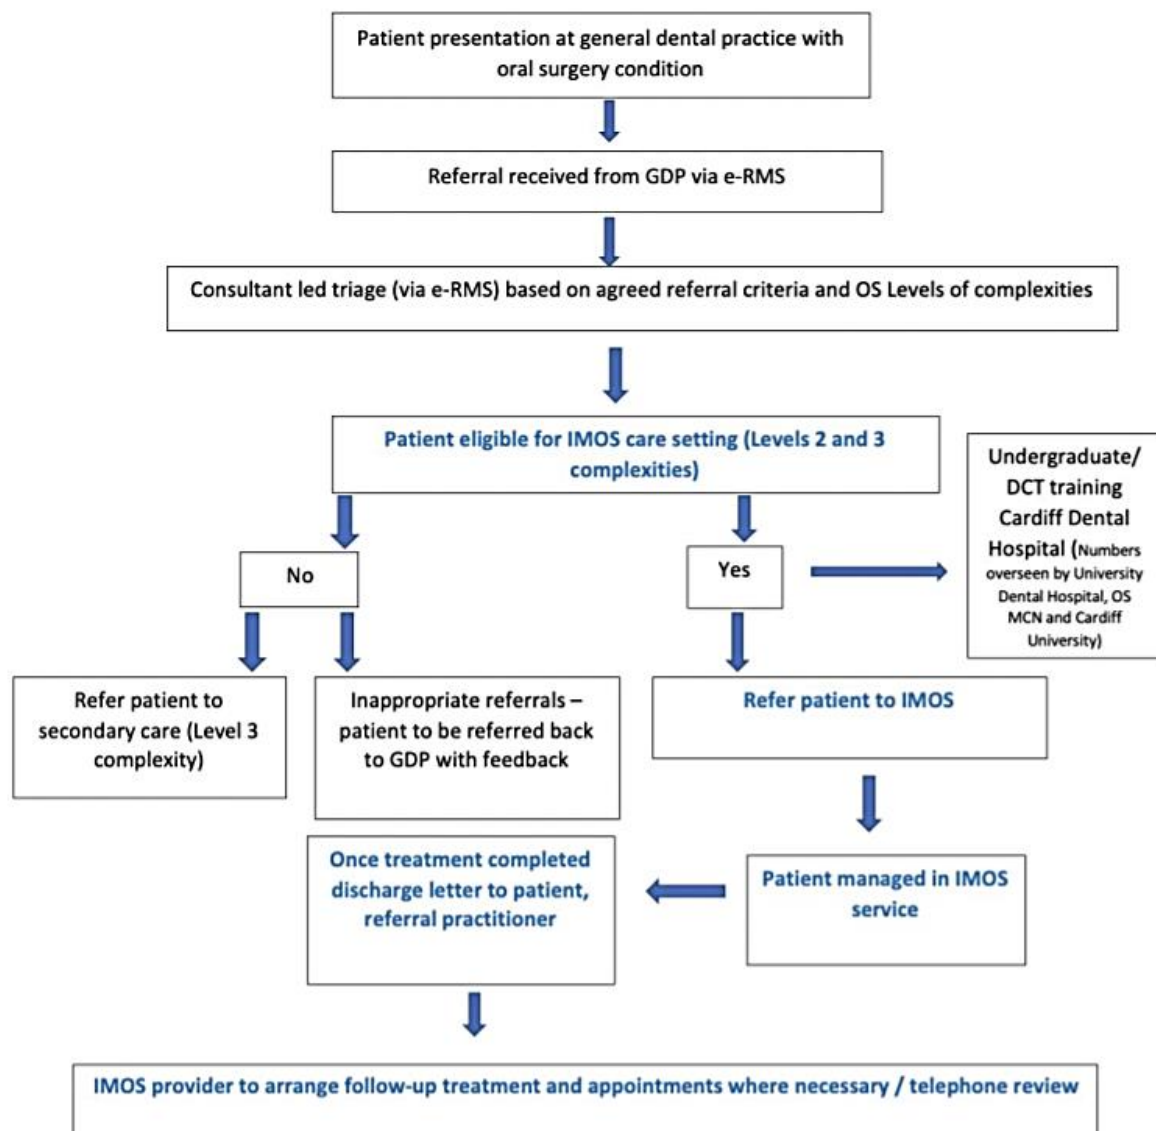 Patient presentation at general dental practice with
oral surgery condition
Referral received from GDP via e-RMS
Consultant led triage (via e-RMS) based on agreed referral criteria and OS Levels of complexities
Patient eligible for IMOS care setting (Levels 2 and 3
complexities)
Undergraduate/
DCT training
Cardiff Dental
Hospital (Numbers
overseen by University
Dental Hospital, OS
MCN and Cardiff
University)
No
Yes
Refer patient to
secondary care (Level 3
complexity)
Inappropriate referrals –
patient to be referred back
to GDP with feedback
Refer patient to IMOS
Patient managed in IMOS
service
Once treatment completed
discharge letter to patient,
referral practitioner
IMOS provider to arrange follow-up treatment and appointments where necessary / telephone review